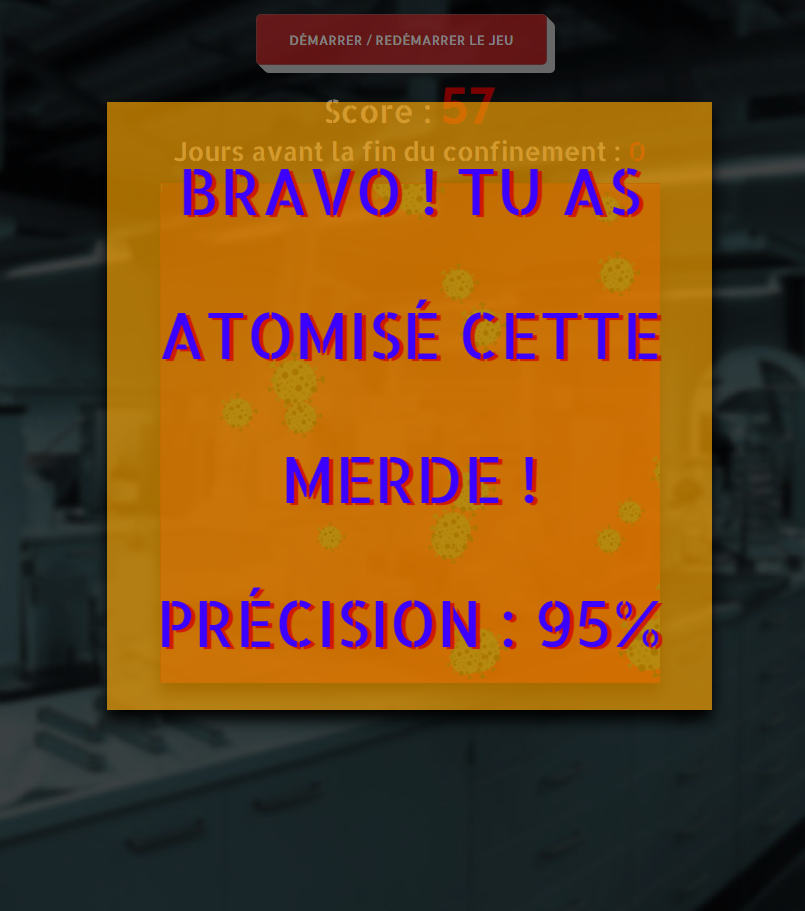 DÉMARRER / REDÉMARRER LE JEU
Score : 57
Jours avant la fin du confinement : 0
BRAVO ! TU AS
ATOMISÉ CETTE
MERDE !
PRÉCISION : 95%